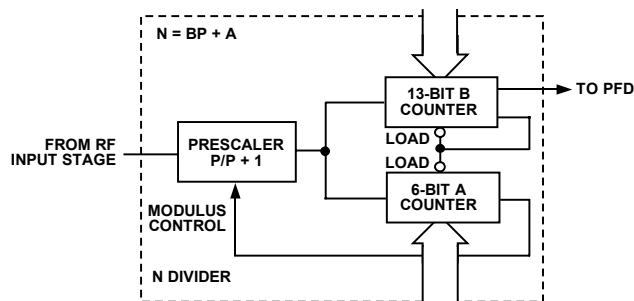 N = BP + A
13-BIT B
COUNTER
TO PFD
FROM RF
INPUT STAGE
PRESCALER
P/P + 1
LOAD
LOAD
6-BIT A
COUNTER
MODULUS
CONTROL
N DIVIDER